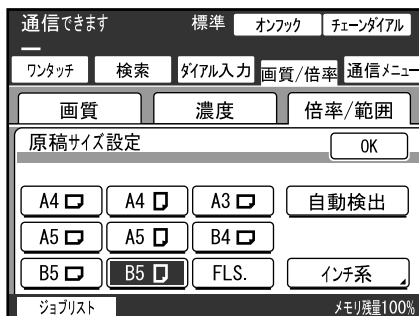 通信できます 標準 オンフック チェーンダイアル
ワンタッチ 検索 ダイアル入力 画質/倍率 通信メニュー
画質 濃度 倍率/範囲
原稿サイズ設定 OK
A4 A4 A3 自動検出
A5 A5 B4
B5 B5 FLS. インチ系
ジョブリスト メモリ残量100%